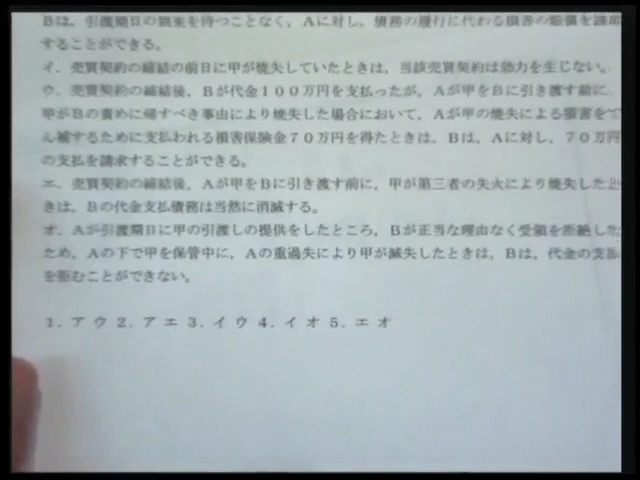 Bは、引渡期日の到来を待つことなく、Aに対し、債務の履行に代わる損害の賠償を請求
することができる。
イ．売買契約の締結の前日に甲が焼失していたときは、当該売買契約は効力を生じない。
ウ．売買契約の締結後、Bが代金１００万円を支払ったが、Aが甲をBに引き渡す前に、
甲がBの責めに帰すべき事由により焼失した場合において、Aが甲の焼失による損害をて
ん補するために支払われる損害保険金７０万円を得たときは、Bは、Aに対し、７０万円
の支払を請求することができる。
エ．売買契約の締結後、Aが甲をBに引き渡す前に、甲が第三者の失火により焼失したと
きは、Bの代金支払債務は当然に消滅する。
オ．Aが引渡期日に甲の引渡しの提供をしたところ、Bが正当な理由なく受領を拒絶した
ため、Aの下で甲を保管中に、Aの重過失により甲が滅失したときは、Bは、代金の支払
を拒むことができない。
１．アウ２．アエ３．イウ４．イオ５．エオ